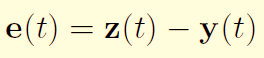 e(t) = z(t) − y(t)